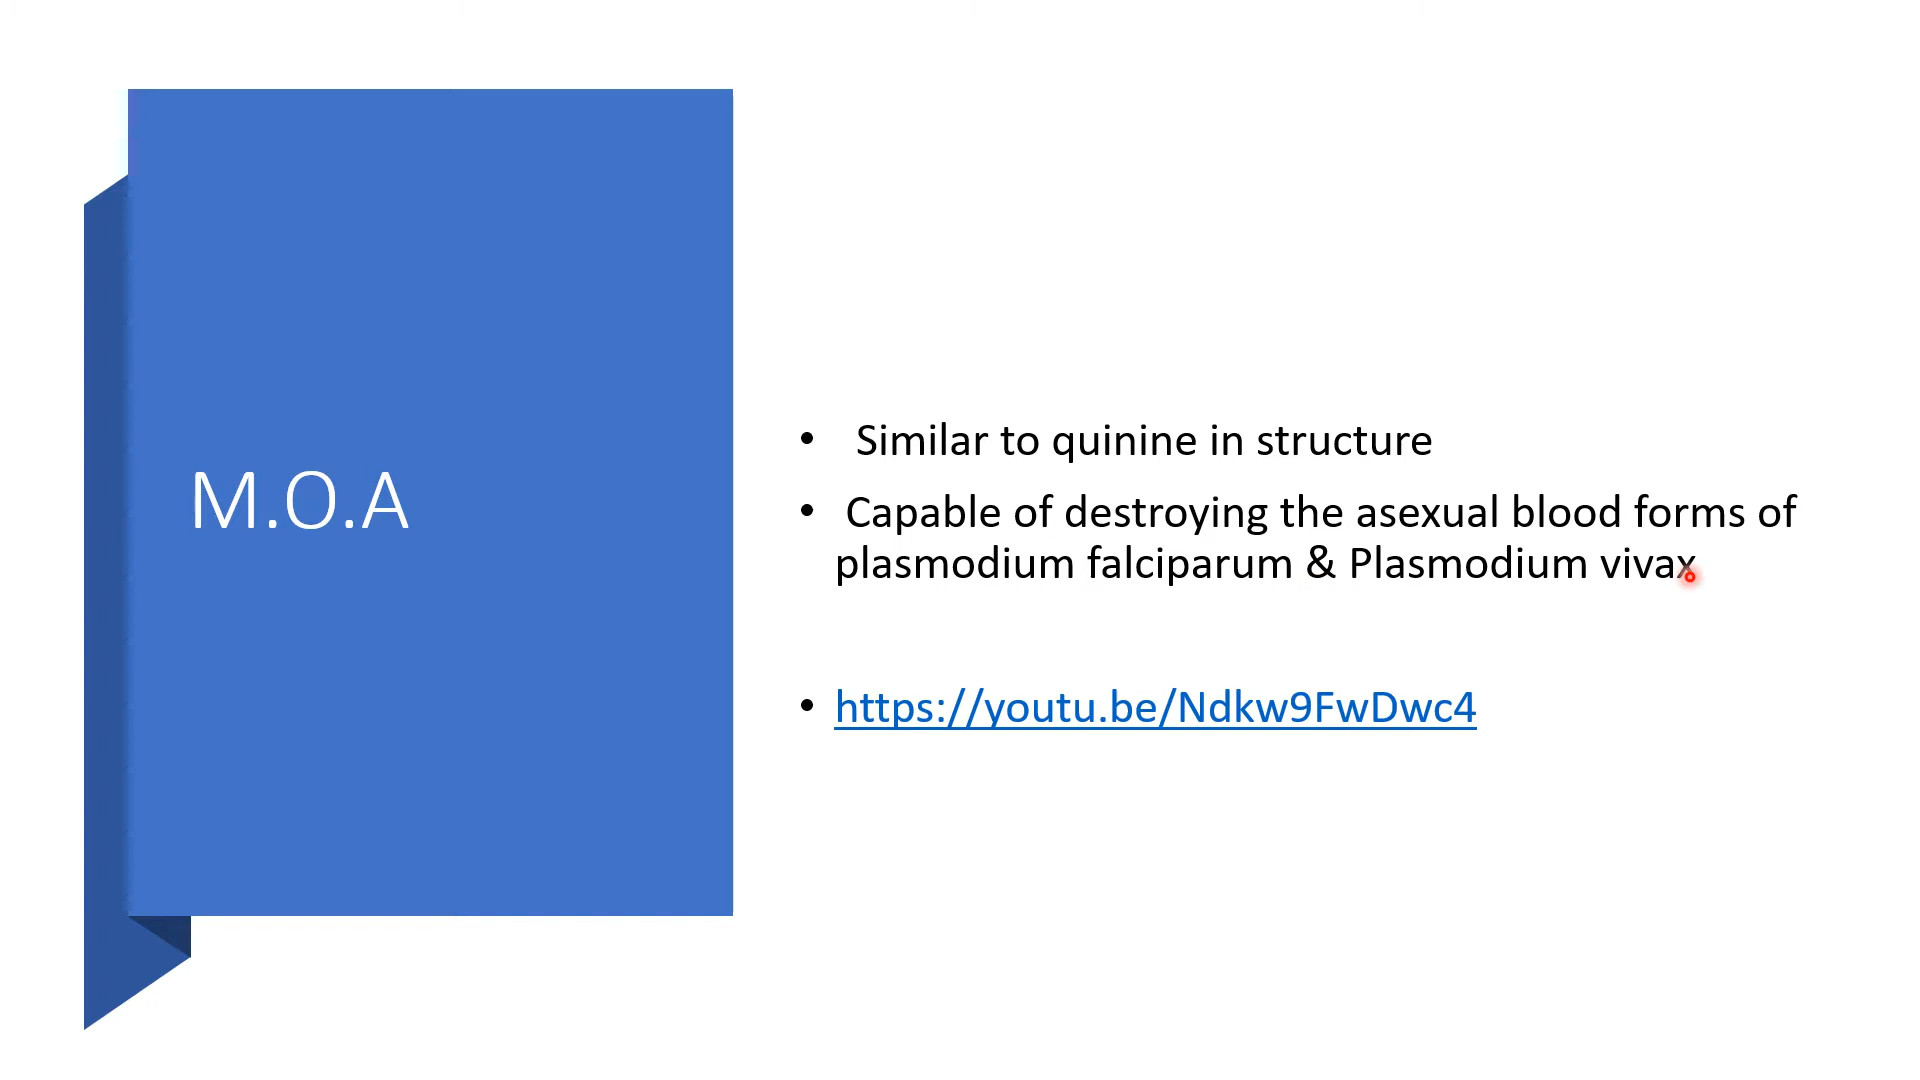 M.O.A
• Similar to quinine in structure
• Capable of destroying the asexual blood forms of
plasmodium falciparum & Plasmodium vivax
• https://youtu.be/Ndkw9FwDwc4